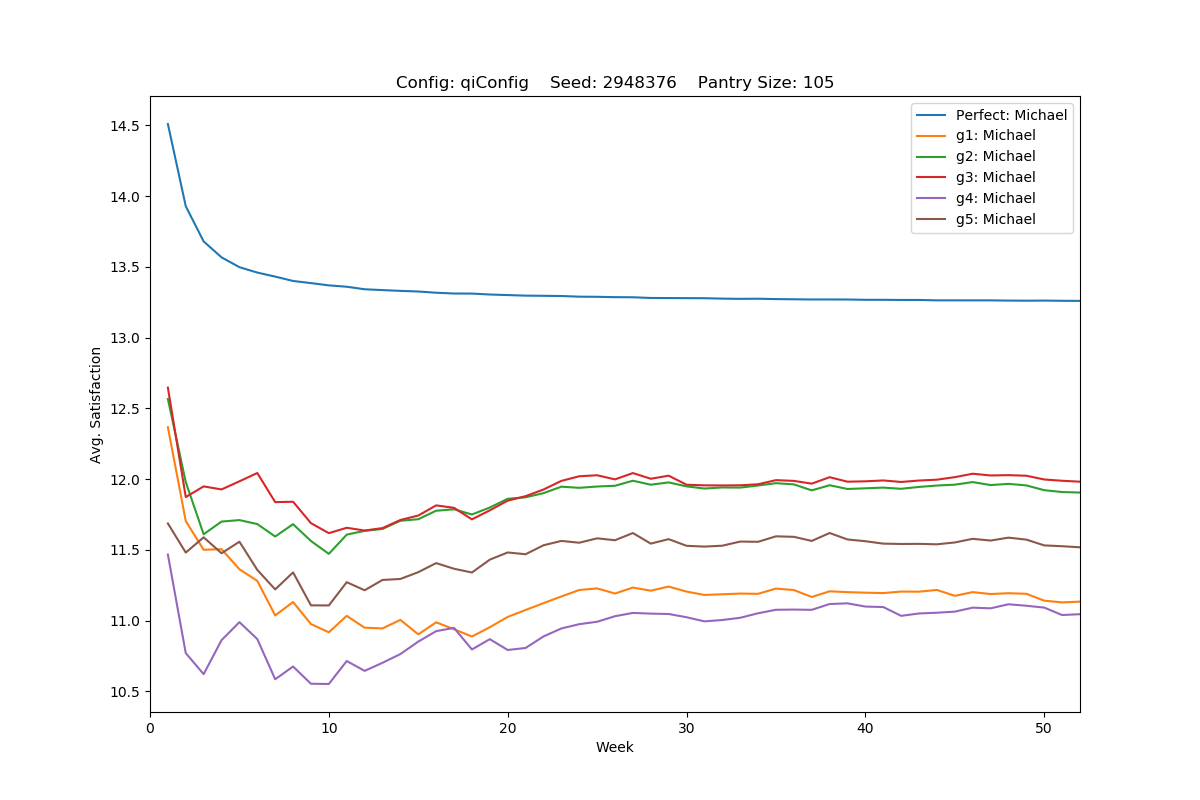 Config: qiConfig    Seed: 2948376    Pantry Size: 105
Perfect: Michael
g1: Michael
g2: Michael
g3: Michael
g4: Michael
g5: Michael
Avg. Satisfaction
14.5
14.0
13.5
13.0
12.5
12.0
11.5
11.0
10.5
0 10 20 30 40 50
Week